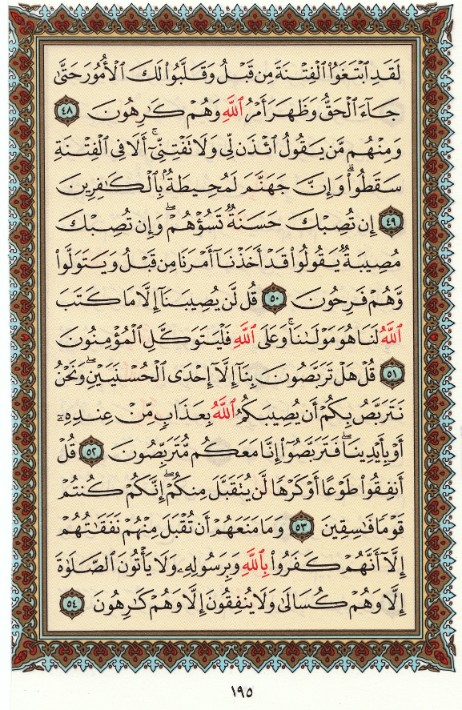 لَقَدِ ٱبْتَغَوُا۟ ٱلْفِتْنَةَ مِن قَبْلُ وَقَلَّبُوا۟ لَكَ ٱلْأُمُورَ حَتَّىٰ
جَآءَ ٱلْحَقُّ وَظَهَرَ أَمْرُ ٱللَّهِ وَهُمْ كَـٰرِهُونَ ٤٨
وَمِنْهُم مَّن يَقُولُ ٱئْذَن لِّى وَلَا تَفْتِنِّىٓ ۚ أَلَا فِى ٱلْفِتْنَةِ
سَقَطُوا۟ ۗ وَإِنَّ جَهَنَّمَ لَمُحِيطَةٌۢ بِٱلْكَـٰفِرِينَ
٤٩ إِن تُصِبْكَ حَسَنَةٌ تَسُؤْهُمْ ۖ وَإِن تُصِبْكَ
مُصِيبَةٌ يَقُولُوا۟ قَدْ أَخَذْنَآ أَمْرَنَا مِن قَبْلُ وَيَتَوَلَّوا۟
وَّهُمْ فَرِحُونَ ٥٠ قُل لَّن يُصِيبَنَآ إِلَّا مَا كَتَبَ
ٱللَّهُ لَنَا هُوَ مَوْلَىٰنَا ۚ وَعَلَى ٱللَّهِ فَلْيَتَوَكَّلِ ٱلْمُؤْمِنُونَ
٥١ قُلْ هَلْ تَرَبَّصُونَ بِنَآ إِلَّآ إِحْدَى ٱلْحُسْنَيَيْنِ ۖ وَنَحْنُ
نَتَرَبَّصُ بِكُمْ أَن يُصِيبَكُمُ ٱللَّهُ بِعَذَابٍ مِّنْ عِندِهِۦٓ
أَوْ بِأَيْدِينَا ۖ فَتَرَبَّصُوٓا۟ إِنَّا مَعَكُم مُّتَرَبِّصُونَ ٥٢ قُلْ
أَنفِقُوا۟ طَوْعًا أَوْ كَرْهًا لَّن يُتَقَبَّلَ مِنكُمْ ۖ إِنَّكُمْ كُنتُمْ
قَوْمًا فَـٰسِقِينَ ٥٣ وَمَا مَنَعَهُمْ أَن تُقْبَلَ مِنْهُمْ نَفَقَـٰتُهُمْ
إِلَّآ أَنَّهُمْ كَفَرُوا۟ بِٱللَّهِ وَبِرَسُولِهِۦ وَلَا يَأْتُونَ ٱلصَّلَوٰةَ
إِلَّا وَهُمْ كُسَالَىٰ وَلَا يُنفِقُونَ إِلَّا وَهُمْ كَـٰرِهُونَ ٥٤
١٩٥